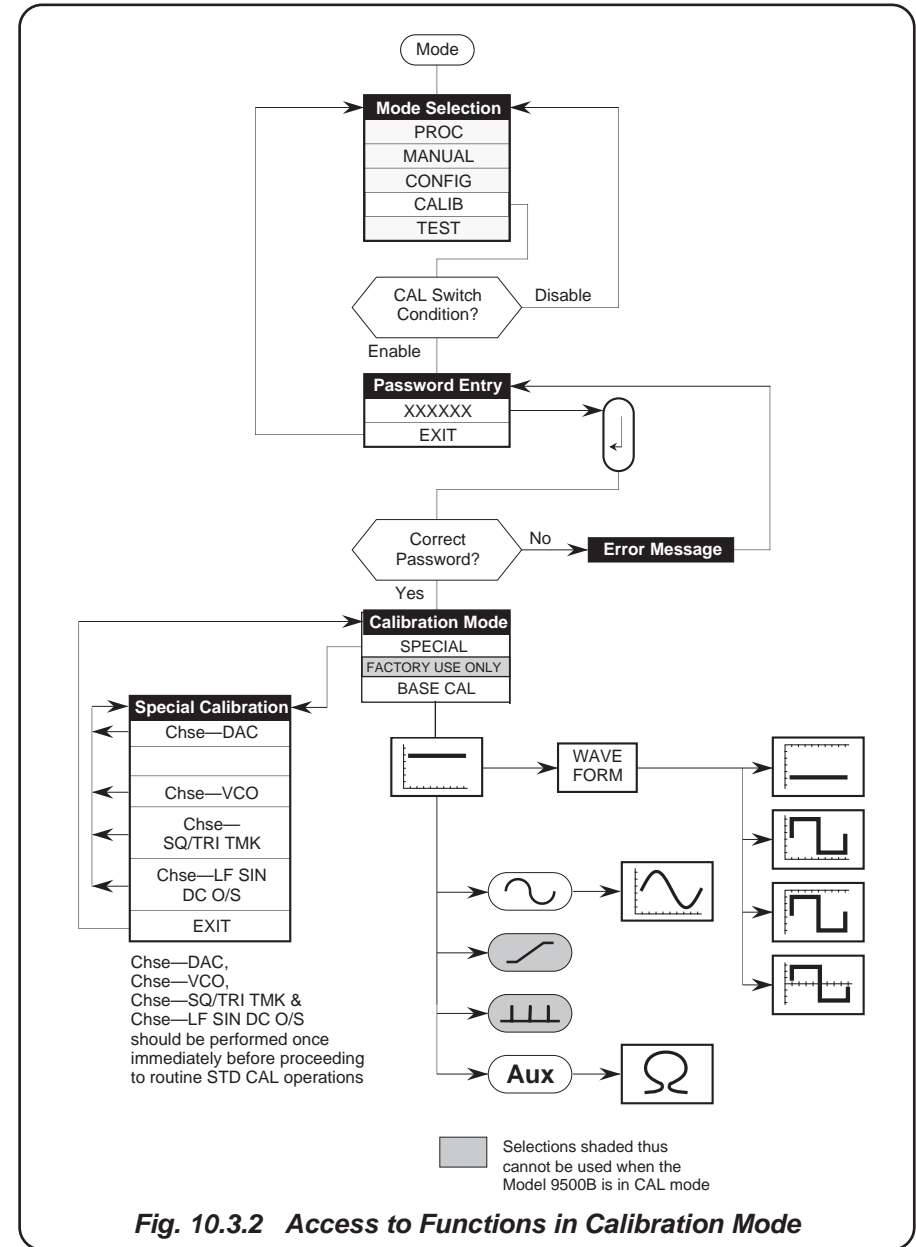 Mode
Mode Selection
PROC
MANUAL
CONFIG
CALIB
TEST
CAL Switch
Condition?
Disable
Enable
Password Entry
XXXXXX
EXIT
Correct
Password?
No
Error Message
Yes
Calibration Mode
SPECIAL
FACTORY USE ONLY
BASE CAL
Special Calibration
Chse—DAC
Chse—VCO
Chse—
SQ/TRI TMK
Chse—LF SIN
DC O/S
EXIT
WAVE
FORM
Aux
Ω
Chse—DAC,
Chse—VCO,
Chse—SQ/TRI TMK &
Chse—LF SIN DC O/S
should be performed once
immediately before proceeding
to routine STD CAL operations
Selections shaded thus
cannot be used when the
Model 9500B is in CAL mode
Fig. 10.3.2 Access to Functions in Calibration Mode